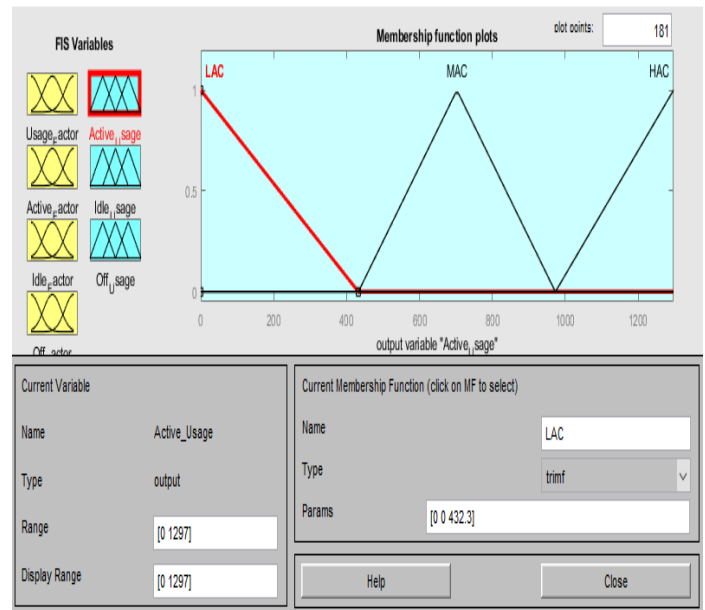 FIS Variables
Membership function plots
plot points:
181
LAC
MAC
HAC
1
0.5
0
0
200
400
600
800
1000
1200
output variable "Active_Usage"
Usage_Factor
Active_Usage
Active_Factor
Idle_Usage
Idle_Factor
Off_Usage
Current Variable
Name
Active_Usage
Type
output
Range
[0 1297]
Display Range
[0 1297]
Current Membership Function (click on MF to select)
Name
LAC
Type
trimf
Params
[0 0 432.3]
Help
Close